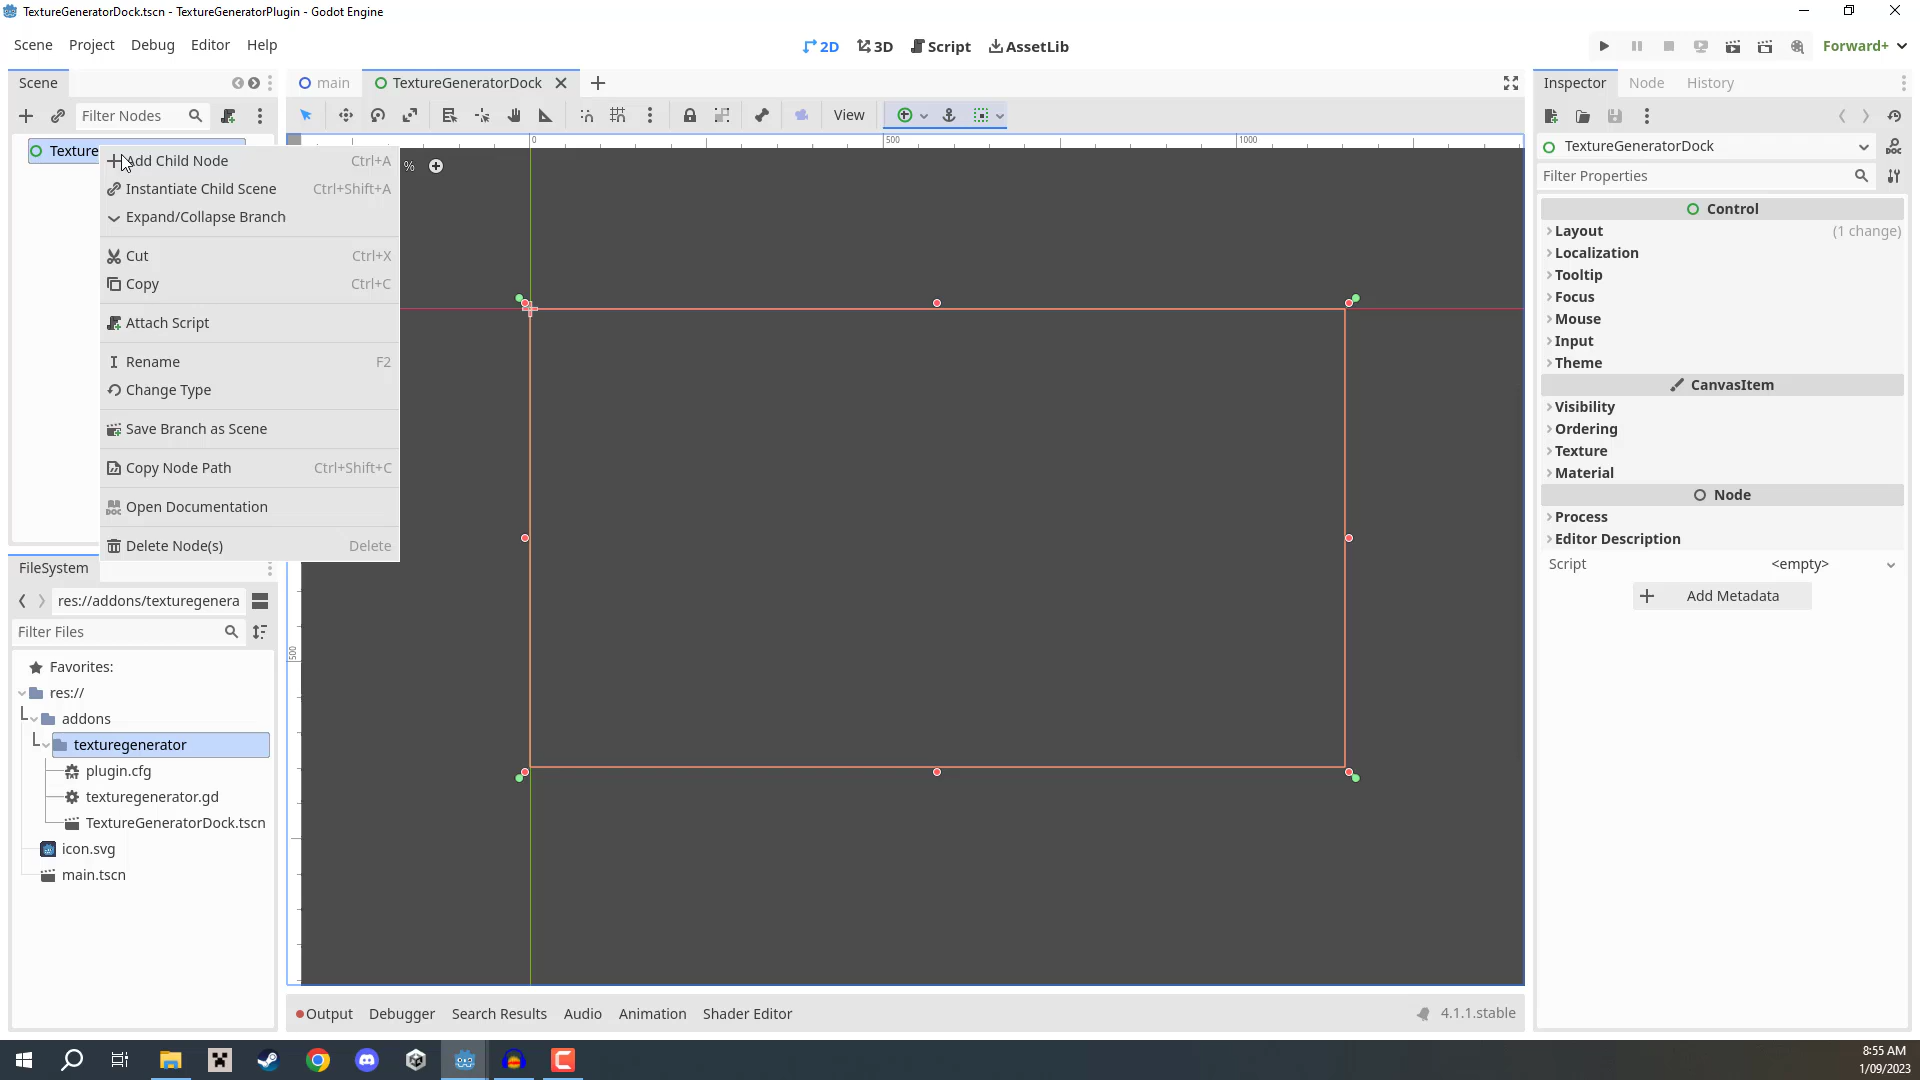 TextureGeneratorDock.tscn - TextureGeneratorPlugin - Godot Engine
Scene Project Debug Editor Help
2D 3D Script AssetLib
Forward+
Scene
main TextureGeneratorDock
Inspector Node History
Filter Nodes
View
Texture
TextureGeneratorDock
Filter Properties
Add Child Node Ctrl+A
Instantiate Child Scene Ctrl+Shift+A
Expand/Collapse Branch
Cut Ctrl+X
Copy Ctrl+C
Attach Script
Rename F2
Change Type
Save Branch as Scene
Copy Node Path Ctrl+Shift+C
Open Documentation
Delete Node(s) Delete
0 500 1000
%
500
Control
Layout (1 change)
Localization
Tooltip
Focus
Mouse
Input
Theme
CanvasItem
Visibility
Ordering
Texture
Material
Node
Process
Editor Description
Script <empty>
Add Metadata
FileSystem
res://addons/texturegenera
Filter Files
Favorites:
res://
addons
texturegenerator
plugin.cfg
texturegenerator.gd
TextureGeneratorDock.tscn
icon.svg
main.tscn
Output Debugger Search Results Audio Animation Shader Editor
4.1.1.stable
8:55 AM
1/09/2023